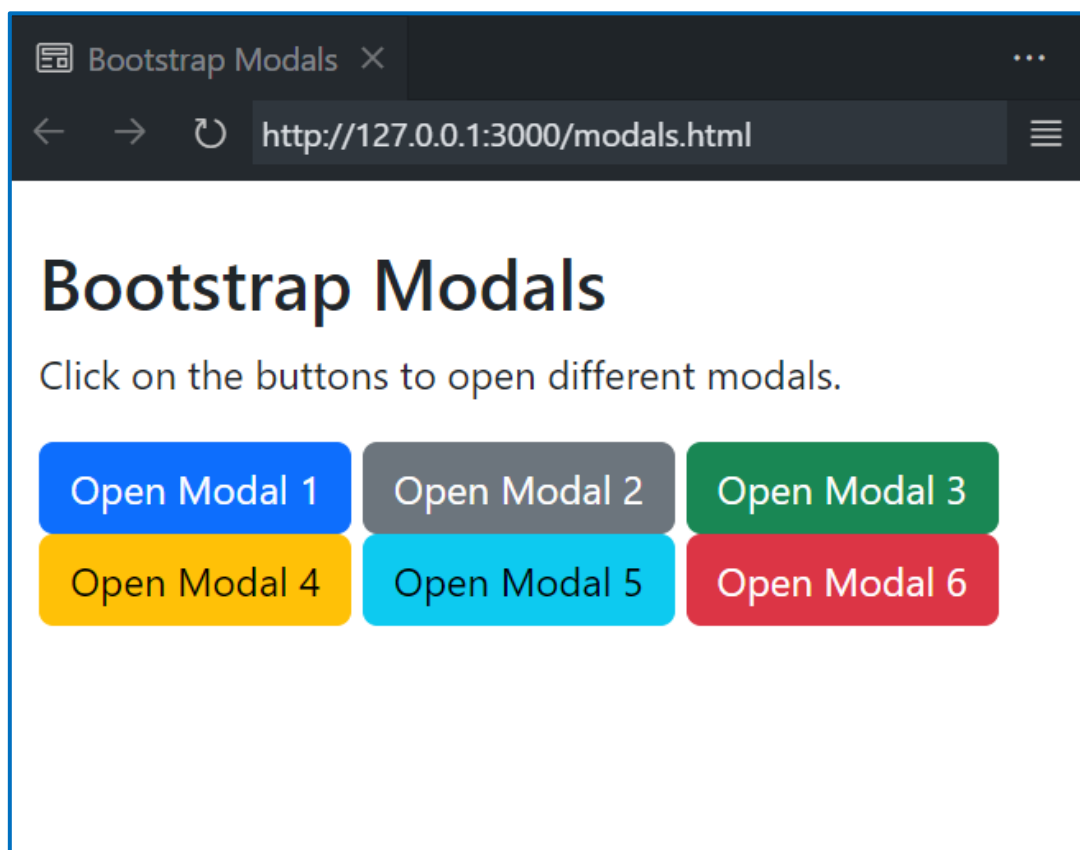 Bootstrap Modals
http://127.0.0.1:3000/modals.html
Bootstrap Modals
Click on the buttons to open different modals.
Open Modal 1 Open Modal 2 Open Modal 3
Open Modal 4 Open Modal 5 Open Modal 6